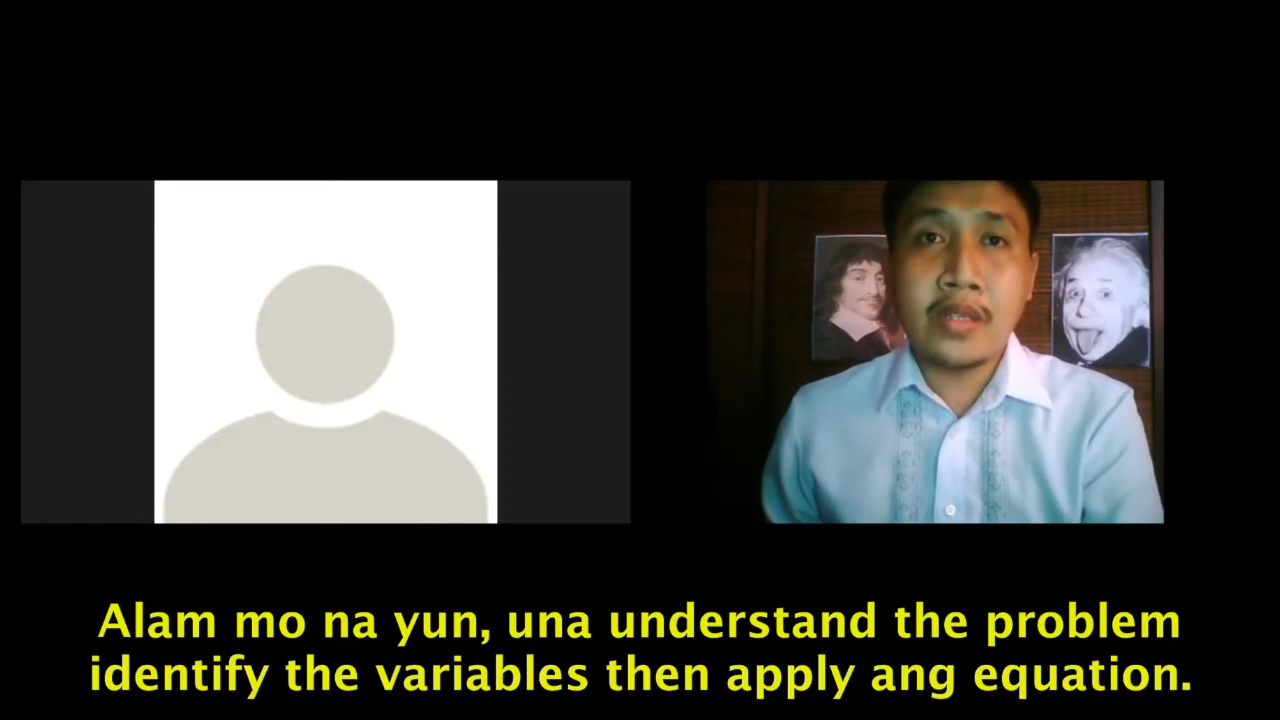 Alam mo na yun, una understand the problem
identify the variables then apply ang equation.